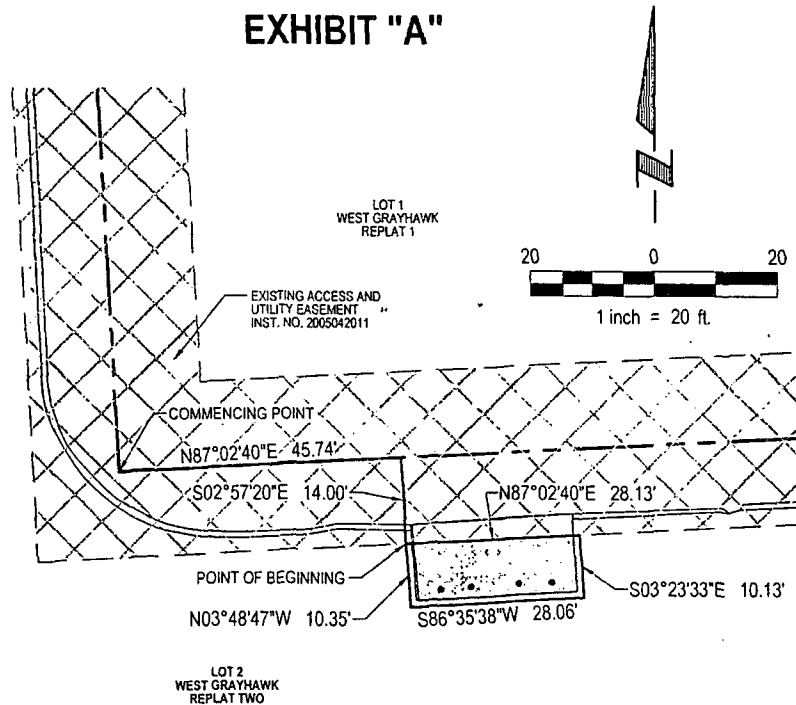 EXHIBIT "A"
LOT 1
WEST GRAYHAWK
REPLAT 1
20 0 20
1 inch = 20 ft.
EXISTING ACCESS AND
UTILITY EASEMENT
INST. NO. 2005042011
COMMENCING POINT
N87°02'40"E 45.74'
S02°57'20"E 14.00'
N87°02'40"E 28.13'
POINT OF BEGINNING
S03°23'33"E 10.13'
N03°48'47"W 10.35'
S86°35'38"W 28.06'
LOT 2
WEST GRAYHAWK
REPLAT TWO